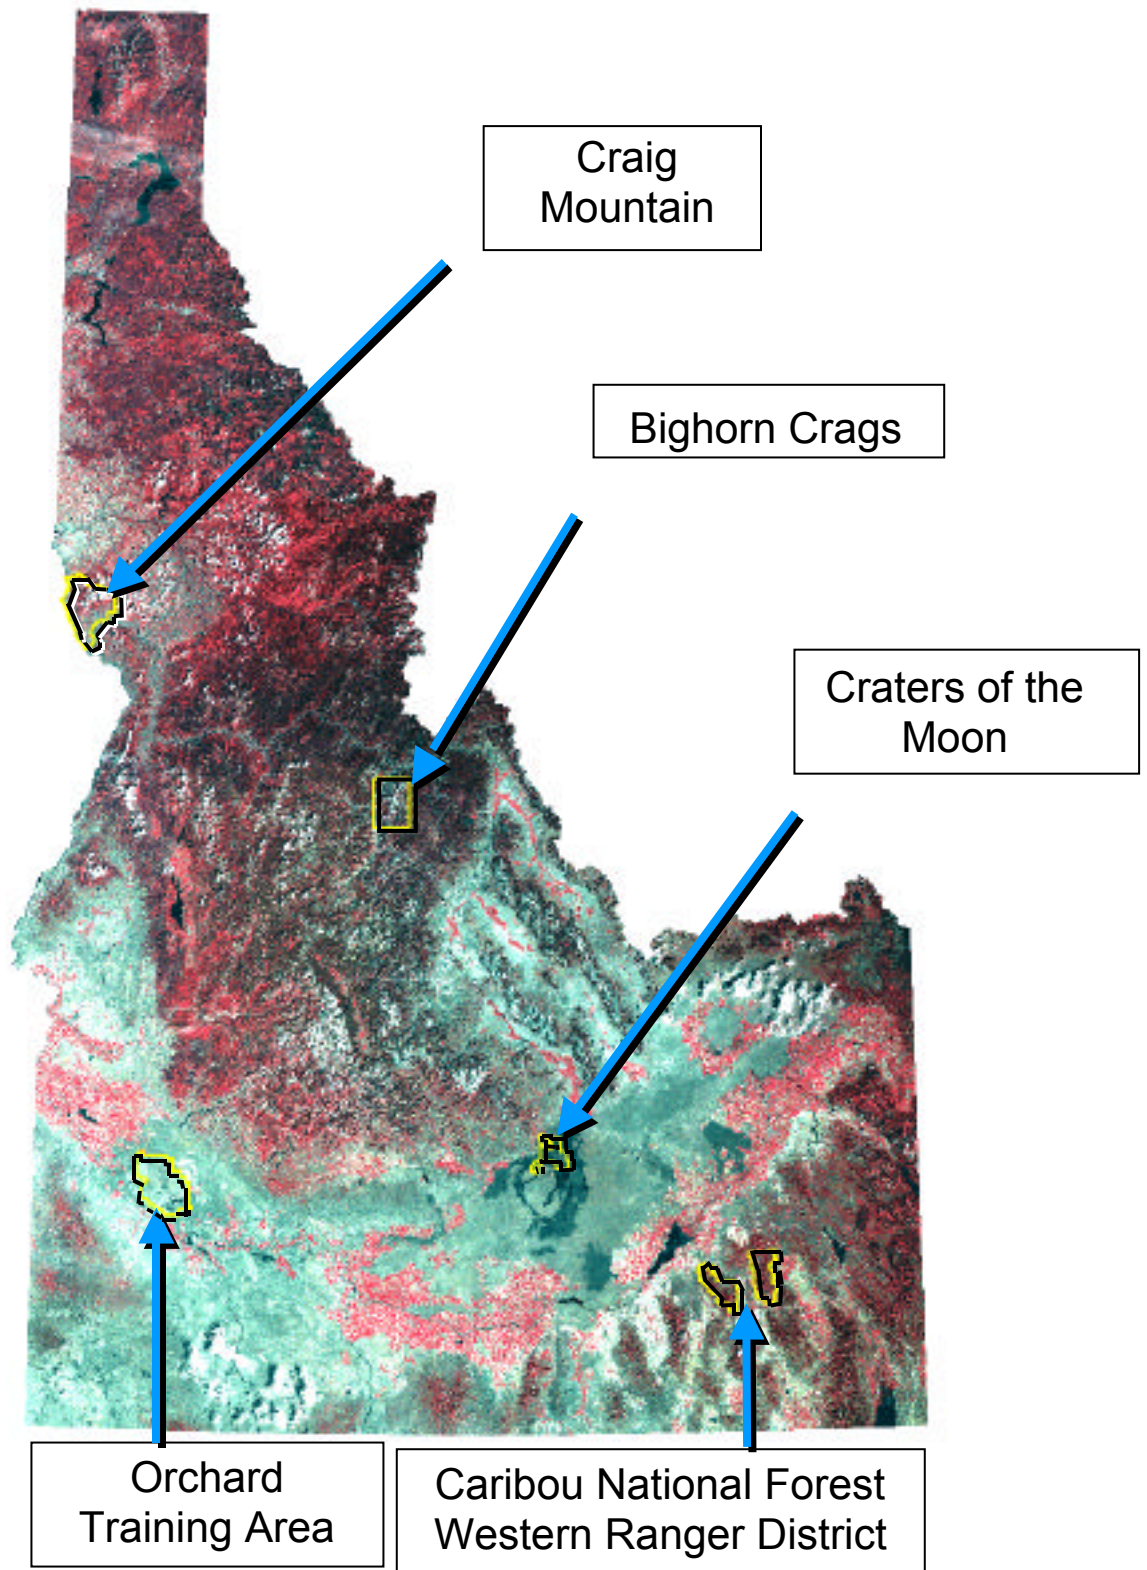 Craig
Mountain
Bighorn Crags
Craters of the
Moon
Orchard
Training Area
Caribou National Forest
Western Ranger District